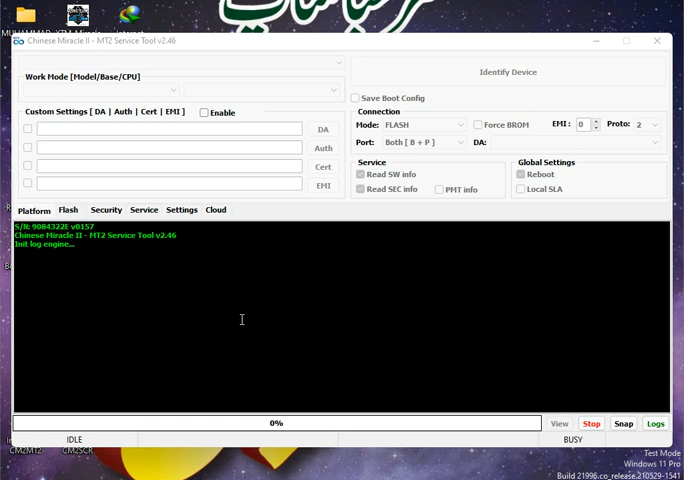 Chinese Miracle II - MT2 Service Tool v2.46
Identify Device
Work Mode [Model/Base/CPU]
Save Boot Config
Custom Settings [ DA | Auth | Cert | EMI ]
Enable
Connection
Mode: FLASH
Force BROM
EMI : 0
Proto: 2
Port: Both [ B + P ]
DA:
DA
Auth
Cert
EMI
Service
Read SW info
Read SEC info
PMT info
Global Settings
Reboot
Local SLA
Platform Flash Security Service Settings Cloud
S/N: 9084322E v0157
Chinese Miracle II - MT2 Service Tool v2.46
Init log engine...
0%
View Stop Snap Logs
IDLE
BUSY
CM2MT2
CM2SCR
Test Mode
Windows 11 Pro
Build 21996.co_release.210529-1541